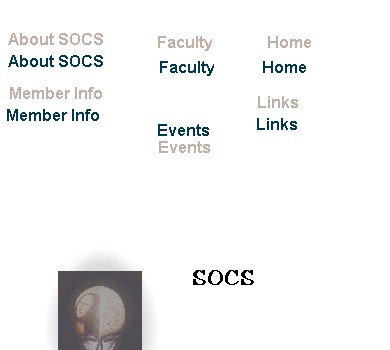 About SOCS
About SOCS
Member Info
Member Info
Faculty
Faculty
Events
Events
Home
Home
Links
Links
SOCS